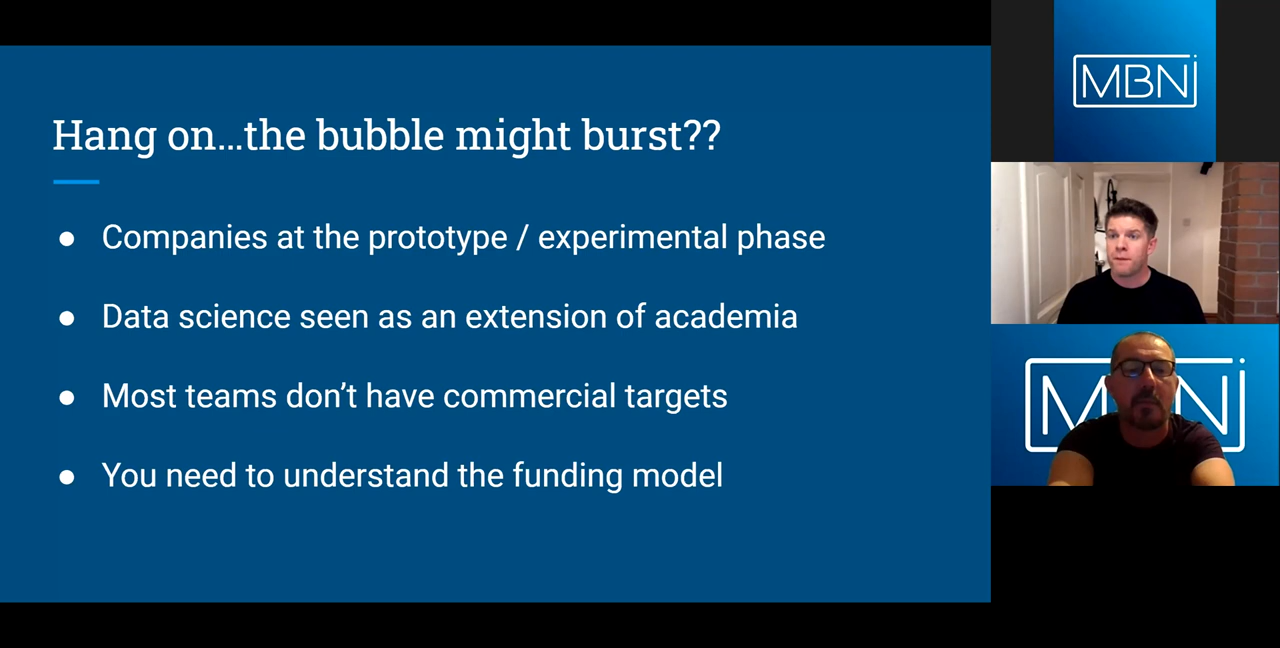 Hang on...the bubble might burst??
● Companies at the prototype / experimental phase
● Data science seen as an extension of academia
● Most teams don’t have commercial targets
● You need to understand the funding model
MBN
MBN